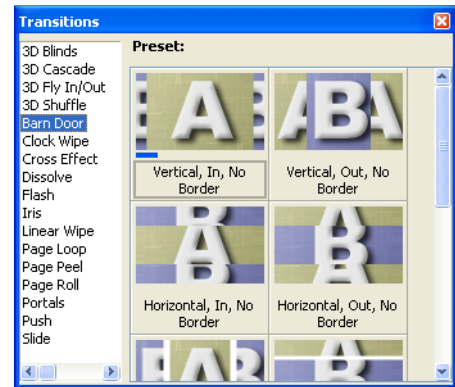 Transitions
3D Blinds
3D Cascade
3D Fly In/Out
3D Shuffle
Barn Door
Clock Wipe
Cross Effect
Dissolve
Flash
Iris
Linear Wipe
Page Loop
Page Peel
Page Roll
Portals
Push
Slide
Preset:
B A B
A B A
Vertical, In, No
Border
Vertical, Out, No
Border
B
A
B
A
B
A
Horizontal, In, No
Border
Horizontal, Out, No
Border
B A B
A